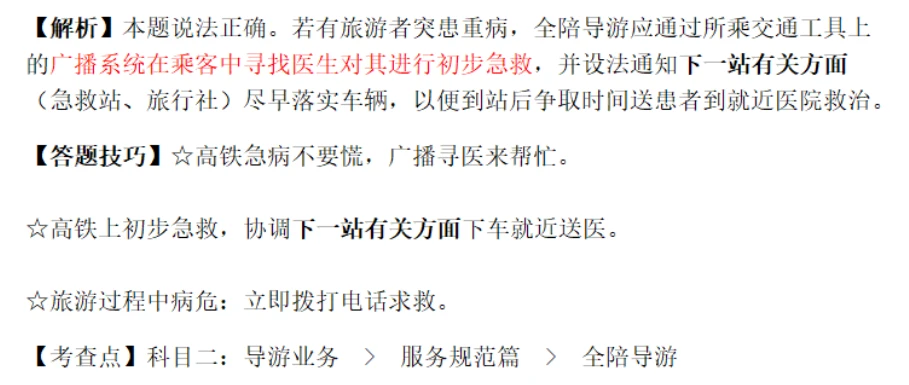 【解析】本题说法正确。若有旅游者突患重病，全陪导游应通过所乘交通工具上
的广播系统在乘客中寻找医生对其进行初步急救，并设法通知下一站有关方面
（急救站、旅行社）尽早落实车辆，以便到站后争取时间送患者到就近医院救治。
【答题技巧】☆高铁急病不要慌，广播寻医来帮忙。
☆高铁上初步急救，协调下一站有关方面下车就近送医。
☆旅游过程中病危：立即拨打电话求救。
【考查点】科目二：导游业务 > 服务规范篇 > 全陪导游